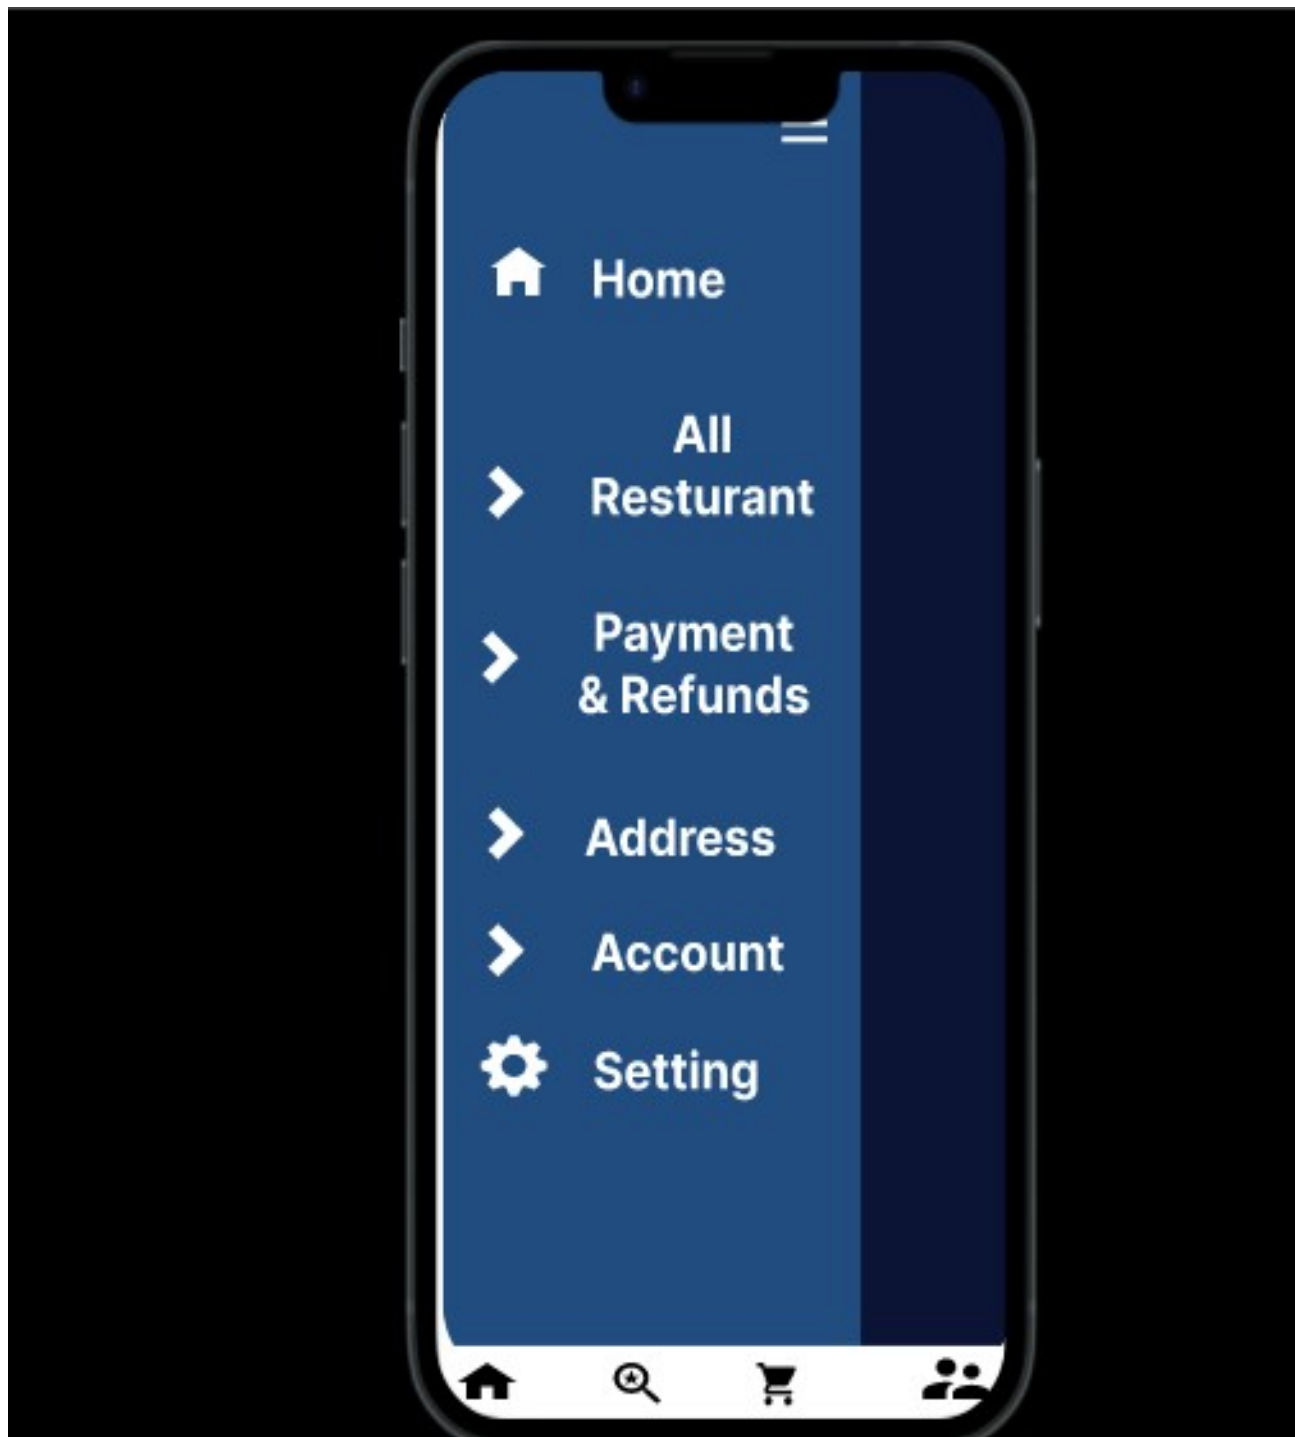 Home
All
Resturant
Payment
& Refunds
Address
Account
Setting